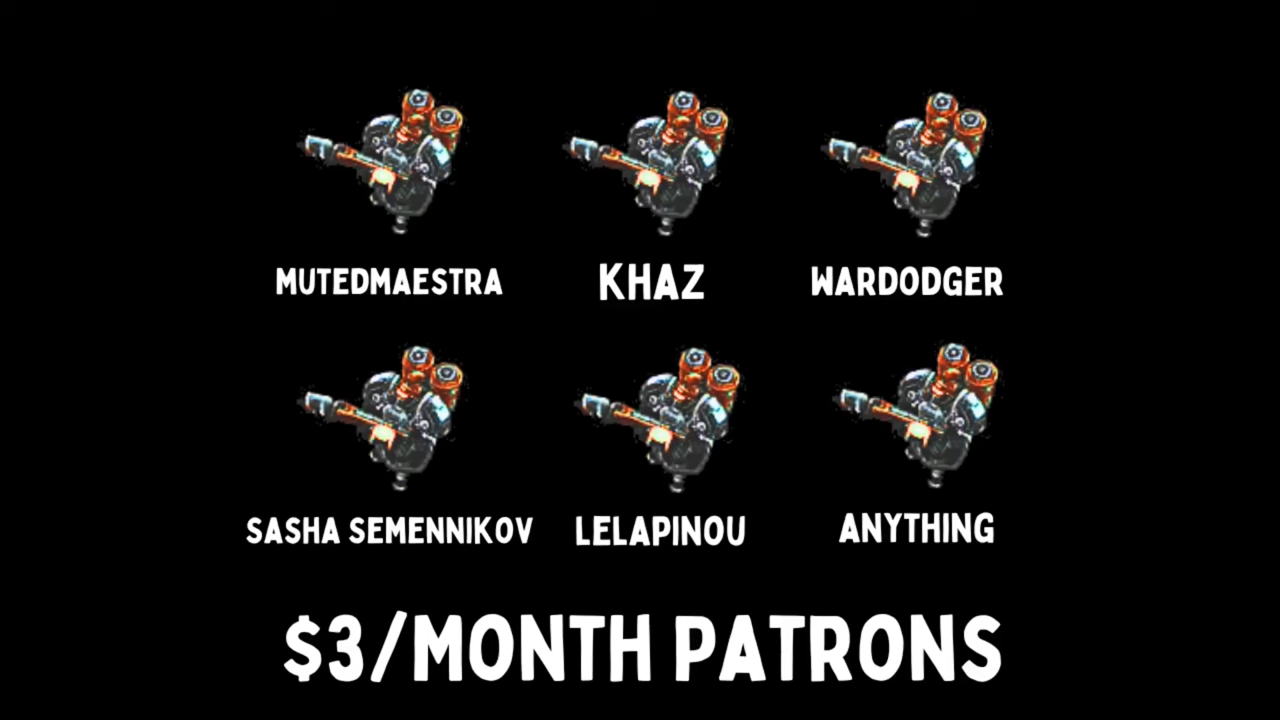 MUTEDMAESTRA
KHAZ
WARDODGER
SASHA SEMENNIKOV
LELAPINOU
ANYTHING
$3/MONTH PATRONS